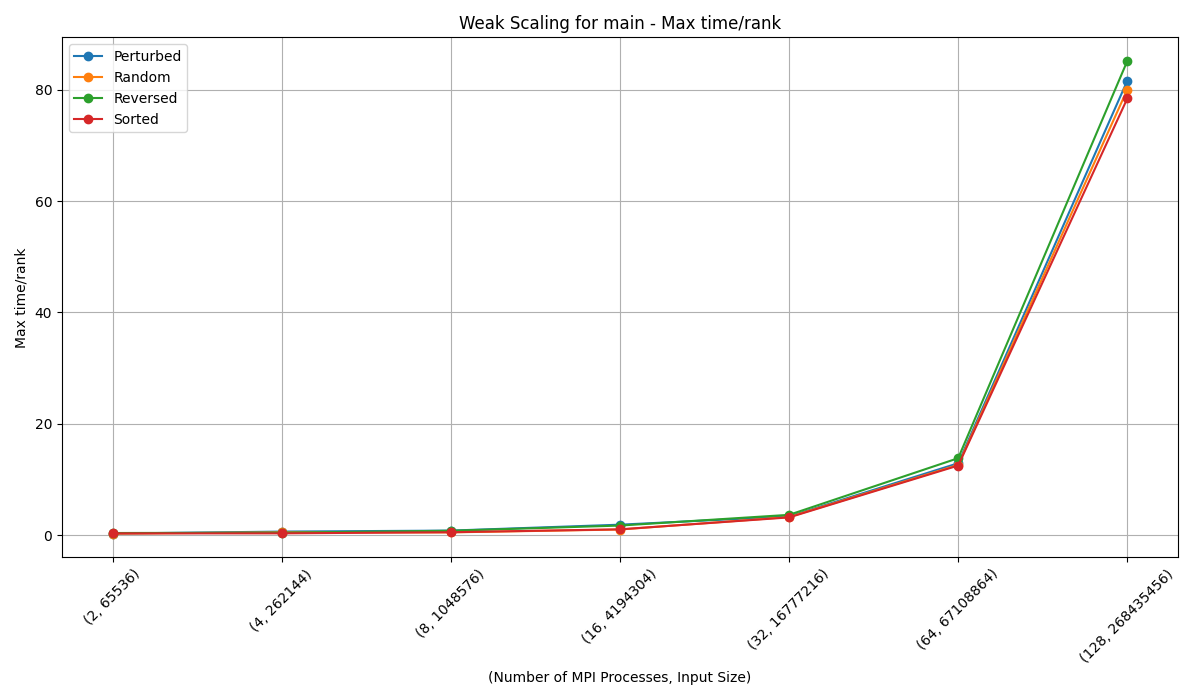 Weak Scaling for main - Max time/rank
Perturbed
Random
Reversed
Sorted
Max time/rank
80
60
40
20
0
(2, 65536)
(4, 262144)
(8, 1048576)
(16, 4194304)
(32, 16777216)
(64, 67108864)
(128, 268435456)
(Number of MPI Processes, Input Size)